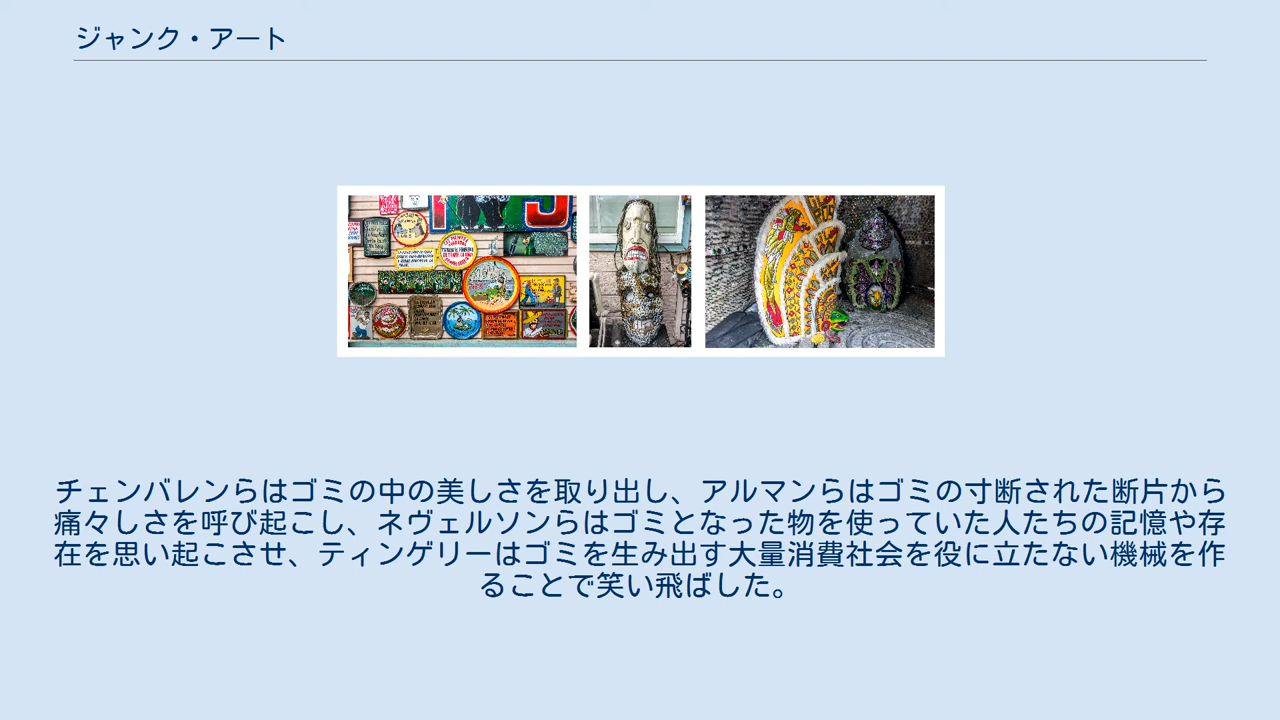 ジャンク・アート
チェンバレンらはゴミの中の美しさを取り出し、アルマンらはゴミの寸断された断片から
痛々しさを呼び起こし、ネヴェルソンらはゴミとなった物を使っていた人たちの記憶や存
在を思い起こさせ、ティンゲリーはゴミを生み出す大量消費社会を役に立たない機械を作
ることで笑い飛ばした。